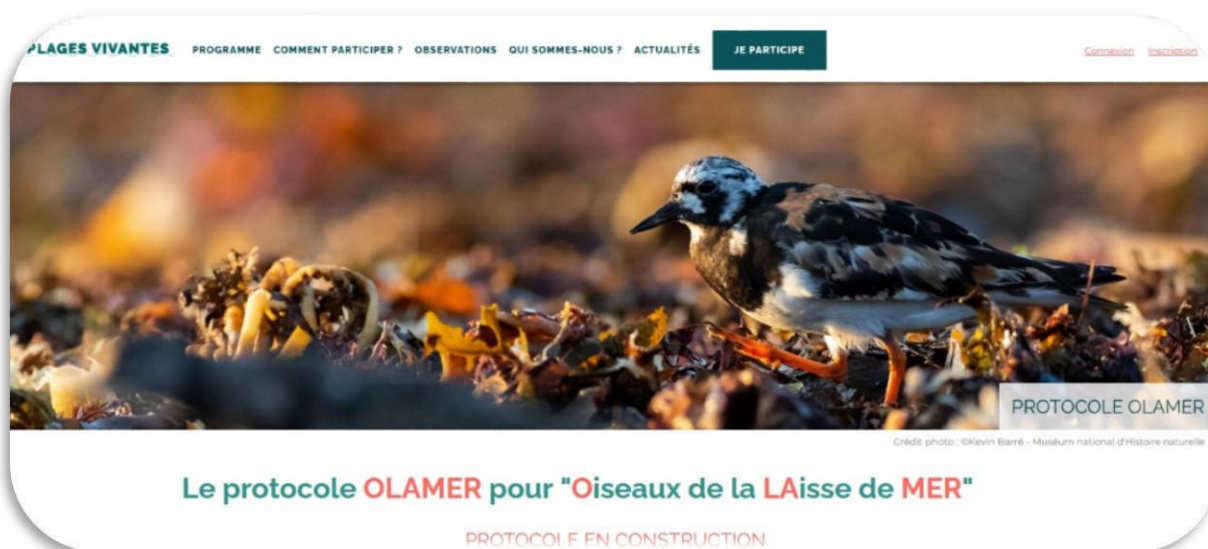 PLAGES VIVANTES PROGRAMME COMMENT PARTICIPER ? OBSERVATIONS QUI SOMMES-NOUS ? ACTUALITÉS JE PARTICIPE Connexion Inscription
PROTOCOLE OLAMER
Crédit photo : ©Kevin Barré - Muséum national d'Histoire naturelle
Le protocole OLAMER pour "Oiseaux de la LAisse de MER"
PROTOCOLE EN CONSTRUCTION